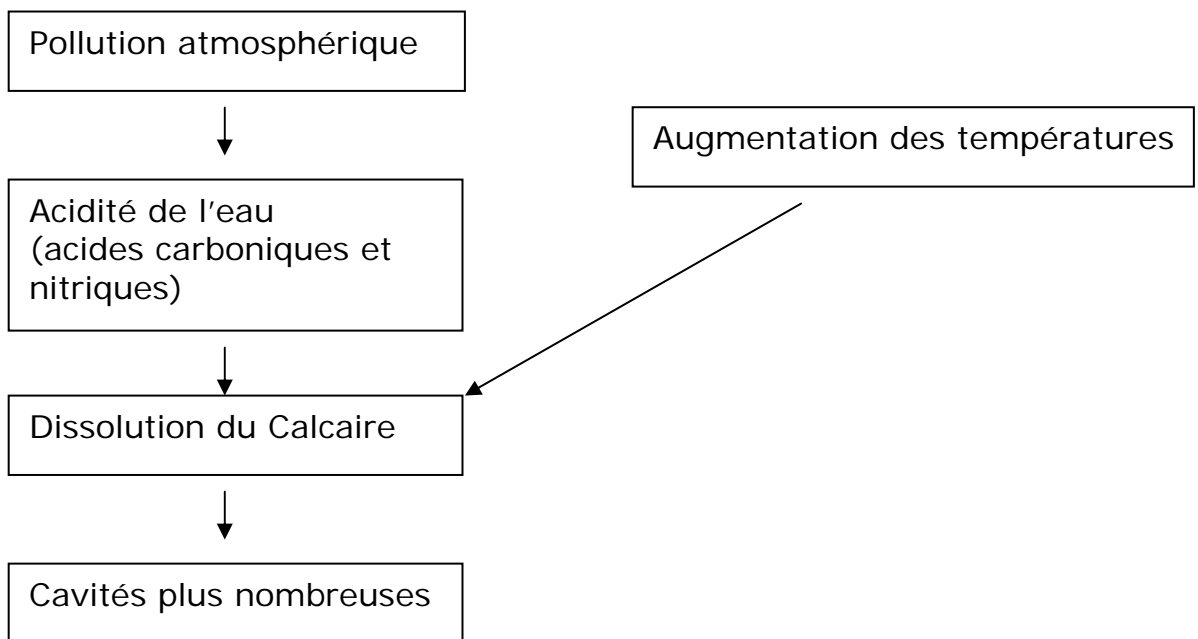 Pollution atmosphérique
Augmentation des températures
Acidité de l'eau
(acides carboniques et
nitriques)
Dissolution du Calcaire
Cavités plus nombreuses